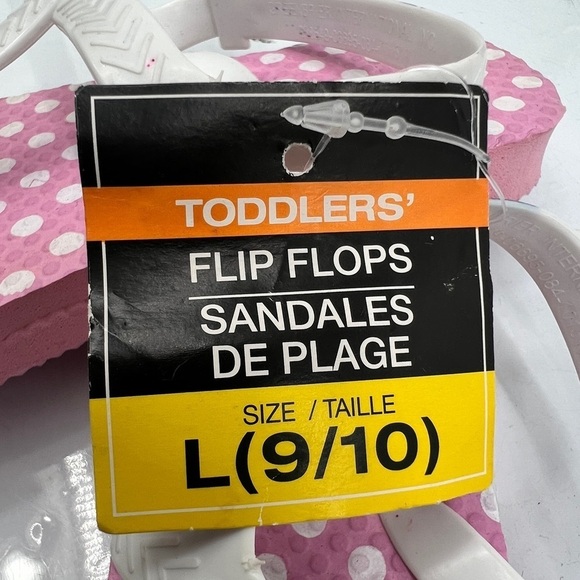 TODDLERS'
FLIP FLOPS
SANDALES
DE PLAGE
SIZE / TAILLE
L(9/10)